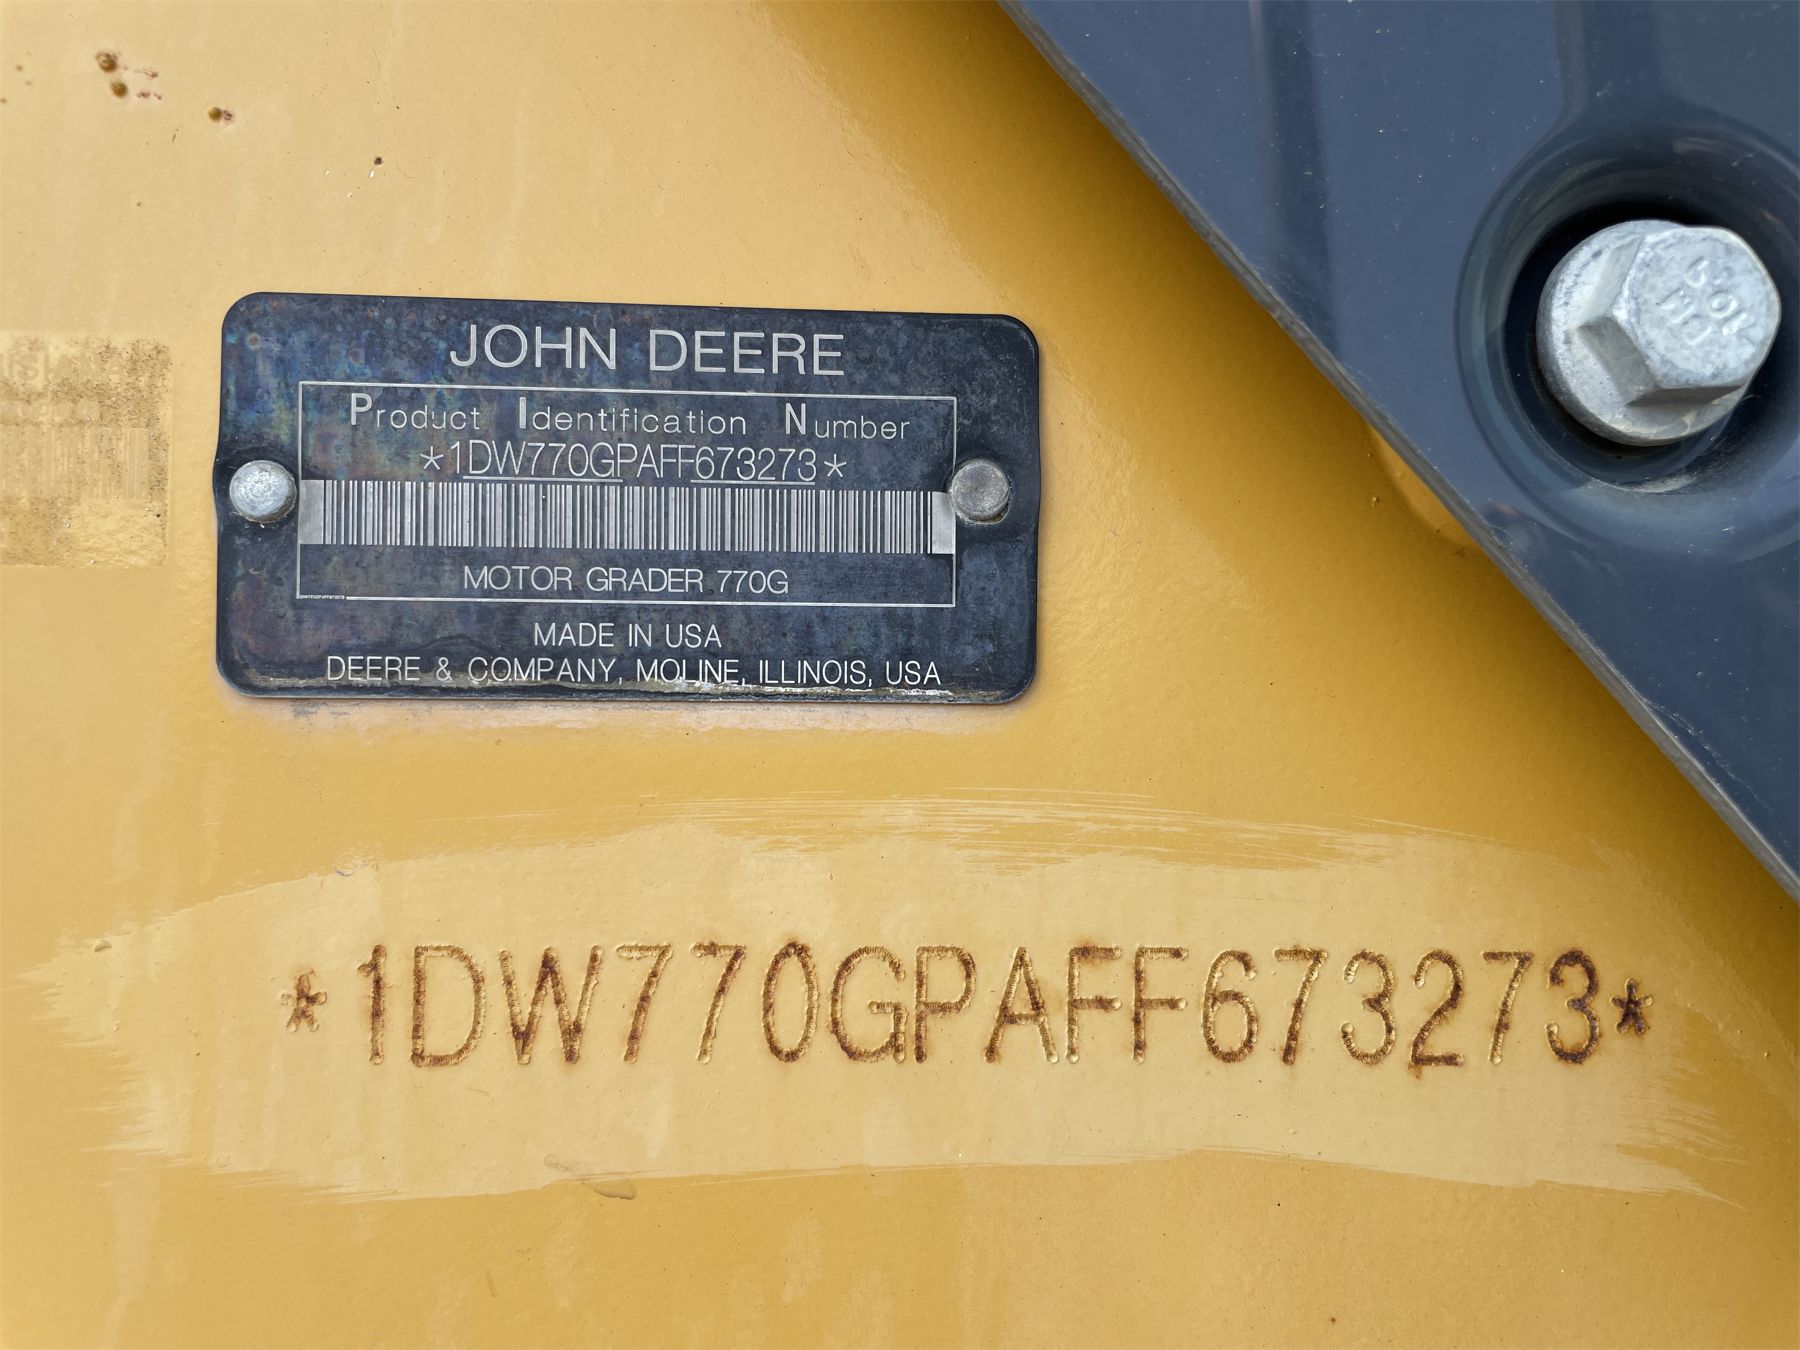 JOHN DEERE
Product Identification Number
*1DW770GPAFF673273*
MOTOR GRADER 770G
MADE IN USA
DEERE & COMPANY, MOLINE, ILLINOIS, USA
*1DW770GPAFF673273*